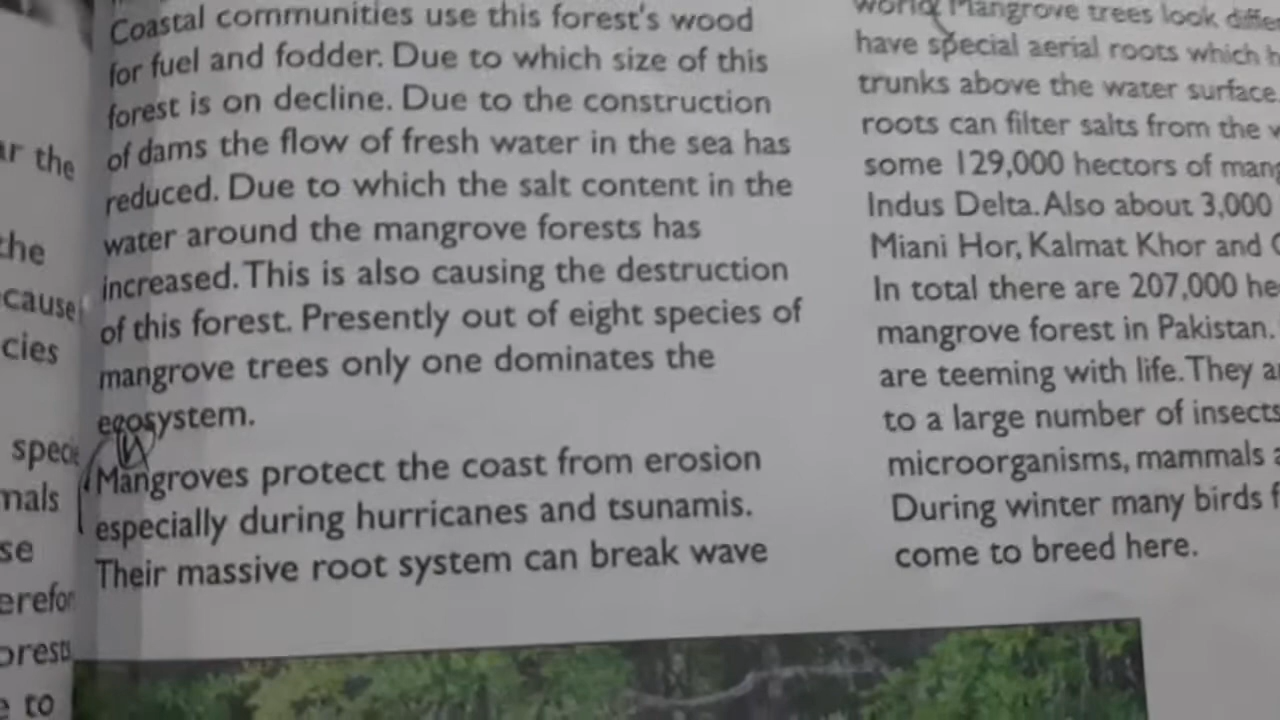 ar the
the
cause
cies
mals
se
to
Coastal communities use this forest's wood
for fuel and fodder. Due to which size of this
forest is on decline. Due to the construction
of dams the flow of fresh water in the sea has
reduced. Due to which the salt content in the
water around the mangrove forests has
increased. This is also causing the destruction
of this forest. Presently out of eight species of
mangrove trees only one dominates the
ecosystem.
Mangroves protect the coast from erosion
especially during hurricanes and tsunamis.
Their massive root system can break wave
world. Mangrove trees look
have special aerial roots which
trunks above the water surface
roots can filter salts from the
some 129,000 hectors of
Indus Delta. Also about 3,000
Miani Hor, Kalmat Khor and
In total there are 207,000
mangrove forest in Pakistan.
are teeming with life. They
to a large number of insects
microorganisms, mammals
During winter many birds
come to breed here.